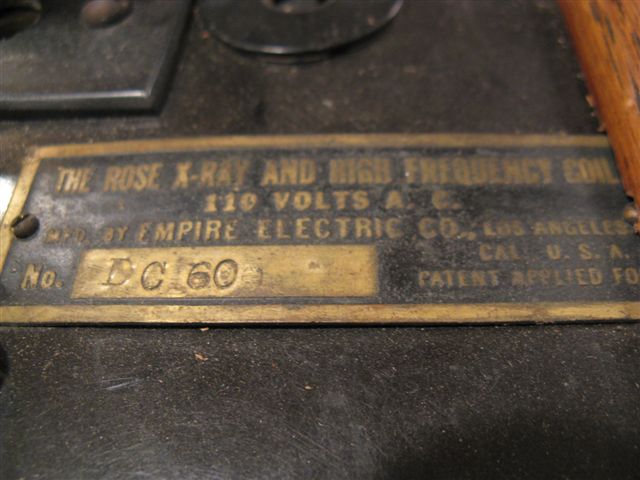 THE ROSE X-RAY AND HIGH FREQUENCY COIL
110 VOLTS A. C.
MFD. BY EMPIRE ELECTRIC CO., LOS ANGELES
CAL. U. S. A.
No. DC 60
PATENT APPLIED FO